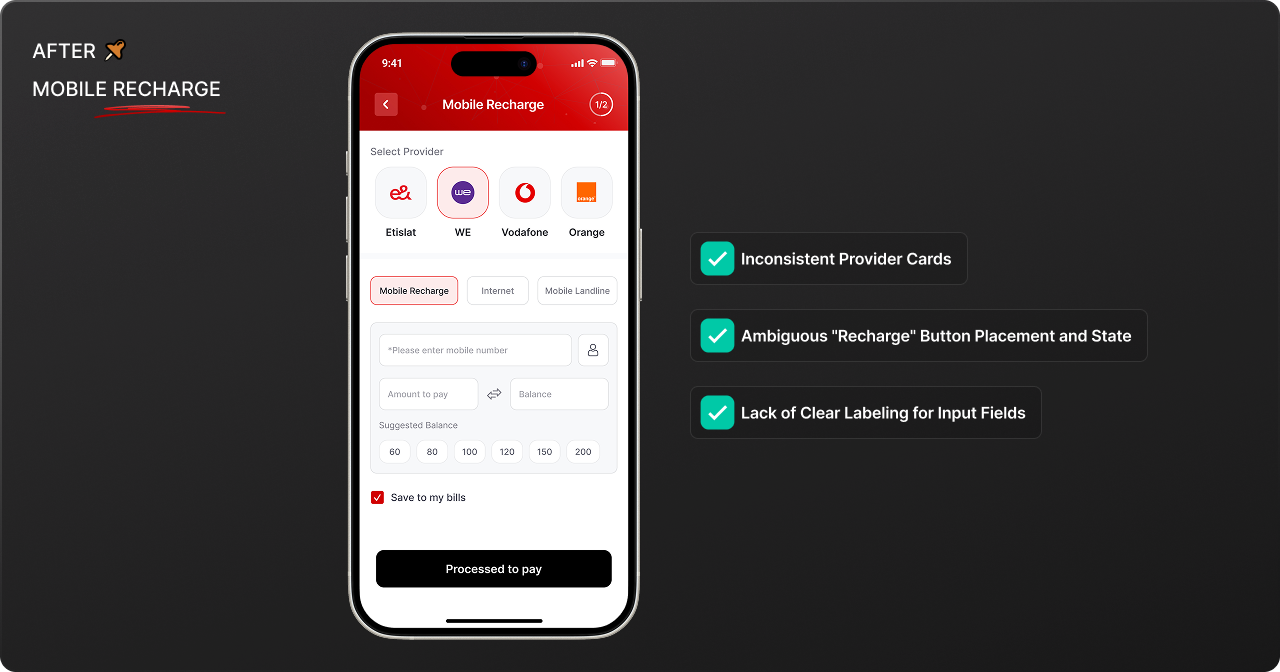 AFTER
MOBILE RECHARGE
9:41
Mobile Recharge
1/2
Select Provider
e& we orange
Etislat WE Vodafone Orange
Mobile Recharge Internet Mobile Landline
*Please enter mobile number
Amount to pay Balance
Suggested Balance
60 80 100 120 150 200
Save to my bills
Processed to pay
Inconsistent Provider Cards
Ambiguous "Recharge" Button Placement and State
Lack of Clear Labeling for Input Fields